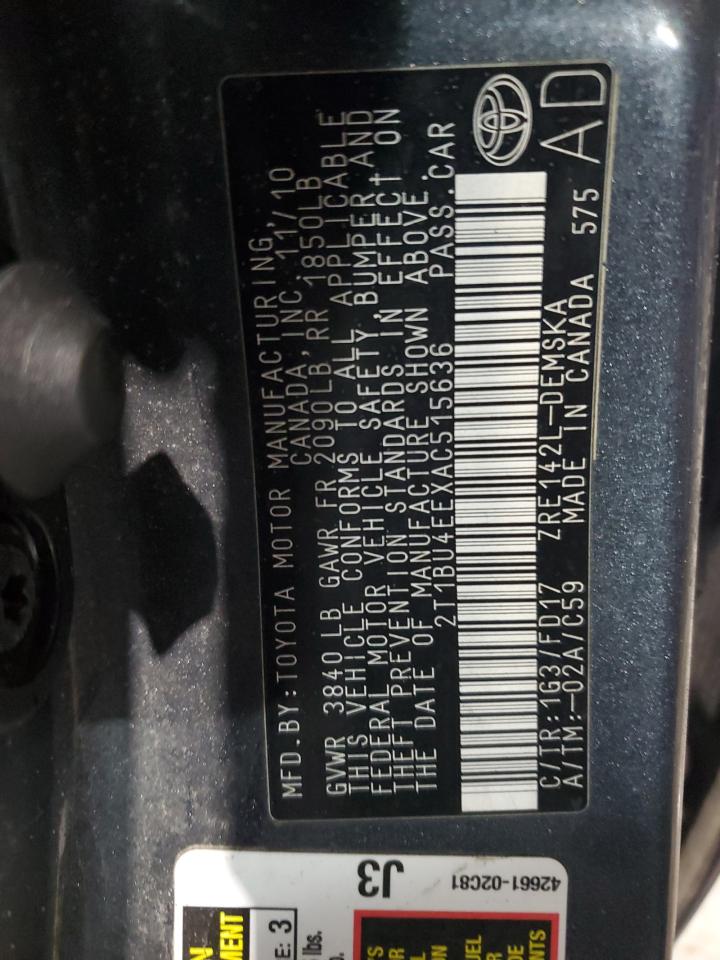 MFD.BY:TOYOTA MOTOR MANUFACTURING,
CANADA, INC 11/10
GVWR 3840LB GAWR FR 2090LB, RR 1850LB
THIS VEHICLE CONFORMS TO ALL APPLICABLE
FEDERAL MOTOR VEHICLE SAFETY, BUMPER AND
THEFT PREVENTION STANDARDS IN EFFECT ON
THE DATE OF MANUFACTURE SHOWN ABOVE.
2T1BU4EEXAC515636 PASS.CAR
C/TR:1G3/FD17 ZRE142L-DEMSKA
A/TM:-02A/C59 MADE IN CANADA 575
AD
J3
42661-02C81
E: 3
lbs.